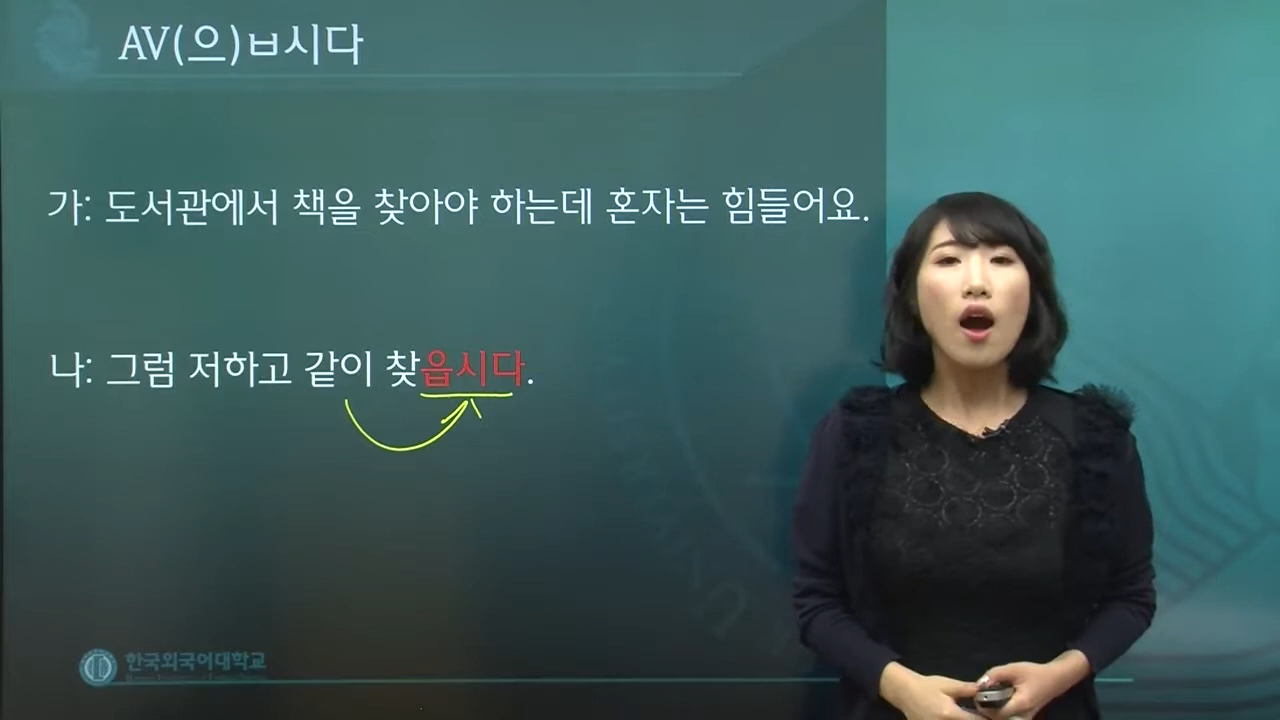 AV(으)ㅂ시다
가: 도서관에서 책을 찾아야 하는데 혼자는 힘들어요.
나: 그럼 저하고 같이 찾읍시다.
한국외국어대학교